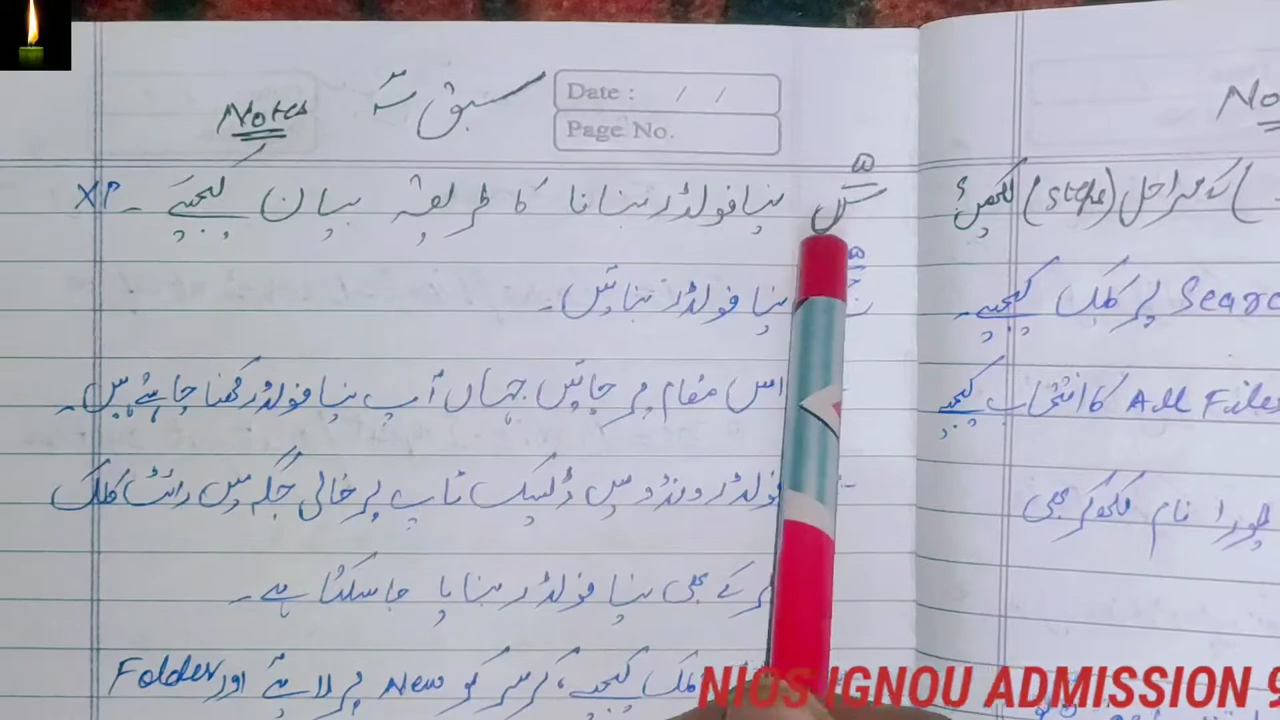 Notes
سبق
Date : / /
Page No.
نیا فولڈر بنانا کا طریقہ بیان کیجیے ۔ XP
نیا فولڈر بنائیں ۔
اس مقام پر جائیں جہاں آپ نیا فولڈر رکھنا چاہتے ہیں ۔
فولڈر ونڈو میں ڈیسک ٹاپ پر خالی جگہ میں رائٹ کلک
کر کے بھی نیا فولڈر بنایا جا سکتا ہے ۔
کلک کیجیے، کرسر کو New پر لائیے اور Folder
No
کے مراحل (Steps) لکھیں؟
Sear پر کلک کیجیے ۔
All File کا انتخاب کیجیے
پورا نام لکھ کر بھی
NIOS IGNOU ADMISSION 9